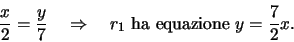 x/2 = y/7 ⇒ r₁ ha equazione y = 7/2 x.